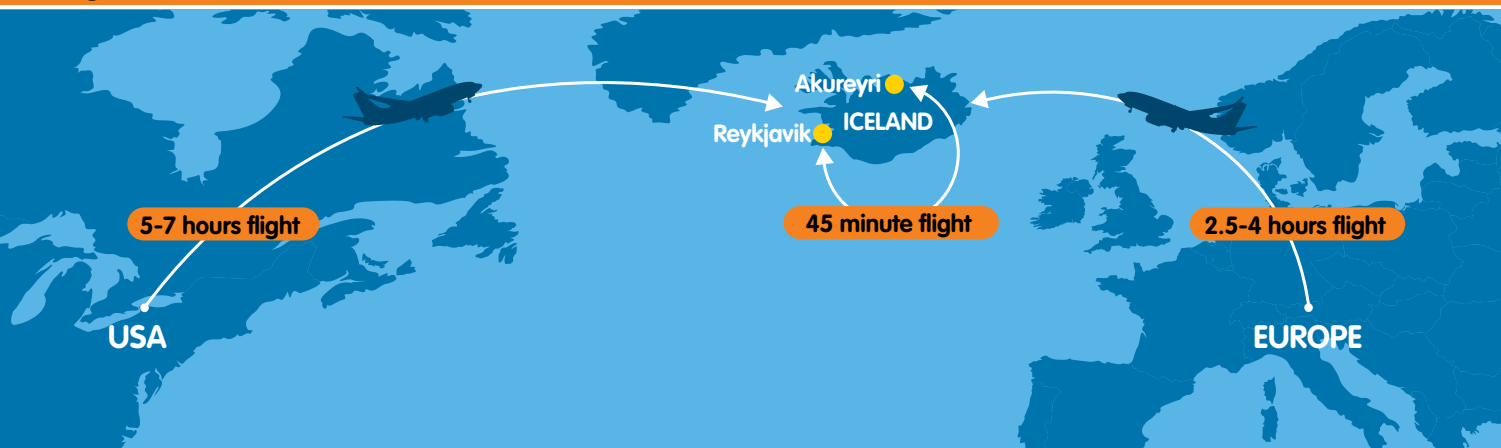 Akureyri
ICELAND
Reykjavik
5-7 hours flight
45 minute flight
2.5-4 hours flight
USA
EUROPE